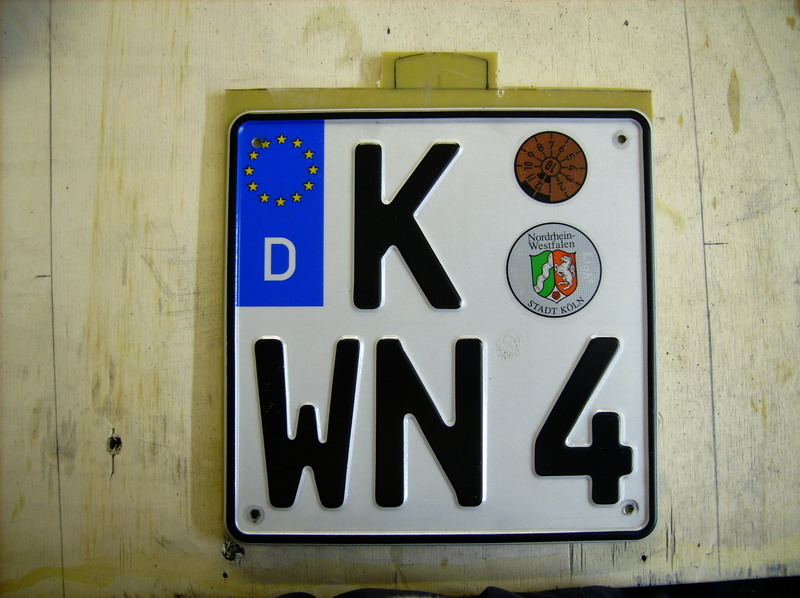 K
D
Nordrhein-
Westfalen
STADT KÖLN
WN 4